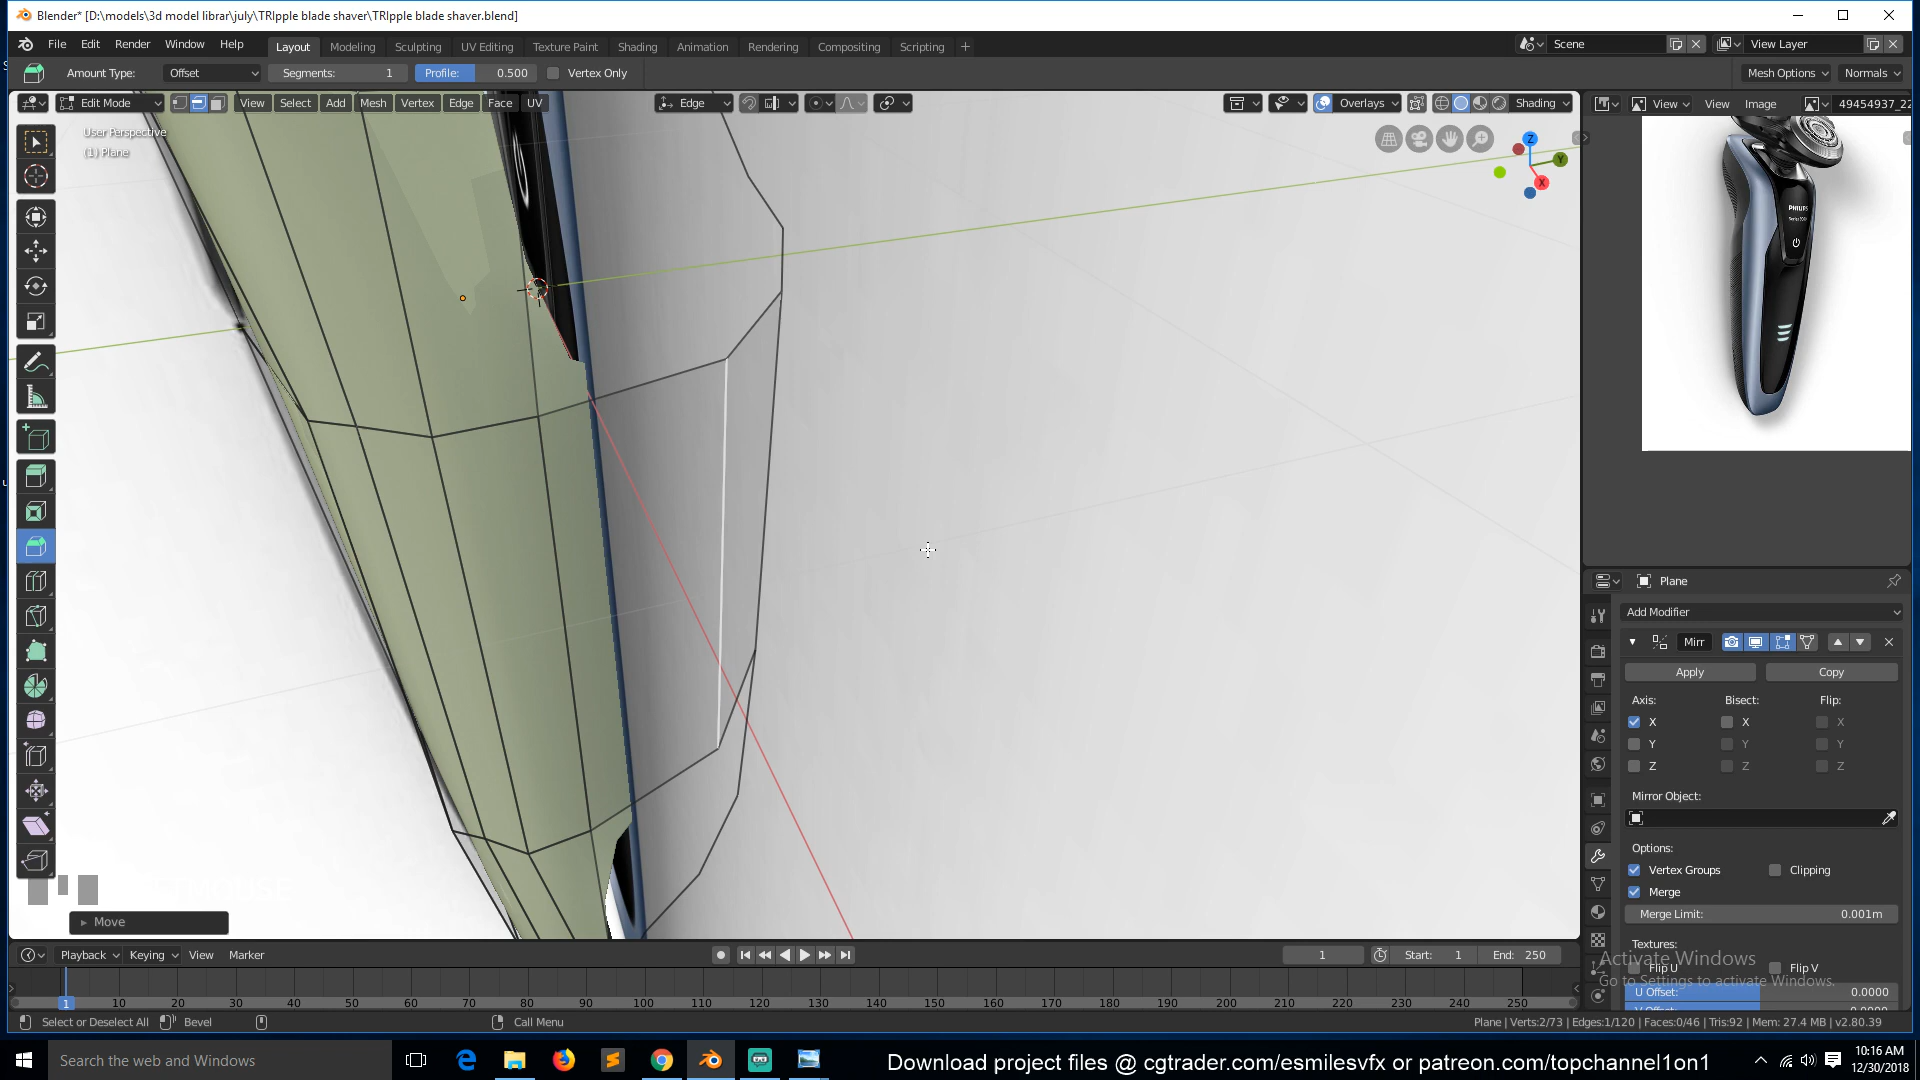 Blender* [D:\models\3d model librar\july\TRIpple blade shaver\TRIpple blade shaver.blend]
File Edit Render Window Help Layout Modeling Sculpting UV Editing Texture Paint Shading Animation Rendering Compositing Scripting + Scene View Layer
Amount Type: Offset Segments: 1 Profile: 0.500 Vertex Only Mesh Options Normals
Edit Mode View Select Add Mesh Vertex Edge Face UV Edge Overlays Shading View View Image 49454937_22
User Perspective
(1) Plane
Z
Y
X
PHILIPS
Plane
Add Modifier
Mirr
Apply Copy
Axis: Bisect: Flip:
X X X
Y Y Y
Z Z Z
Mirror Object:
Options:
Vertex Groups Clipping
Merge
Merge Limit: 0.001m
Textures:
Flip U Flip V
U Offset: 0.0000
Activate Windows
Go to Settings to activate Windows.
Move
Playback Keying View Marker 1 Start: 1 End: 250
1 10 20 30 40 50 60 70 80 90 100 110 120 130 140 150 160 170 180 190 200 210 220 230 240 250
Select or Deselect All Bevel Call Menu Plane | Verts:2/73 | Edges:1/120 | Faces:0/46 | Tris:92 | Mem: 27.4 MB | v2.80.39
Search the web and Windows
Download project files @ cgtrader.com/esmilesvfx or patreon.com/topchannel1on1
10:16 AM
12/30/2018